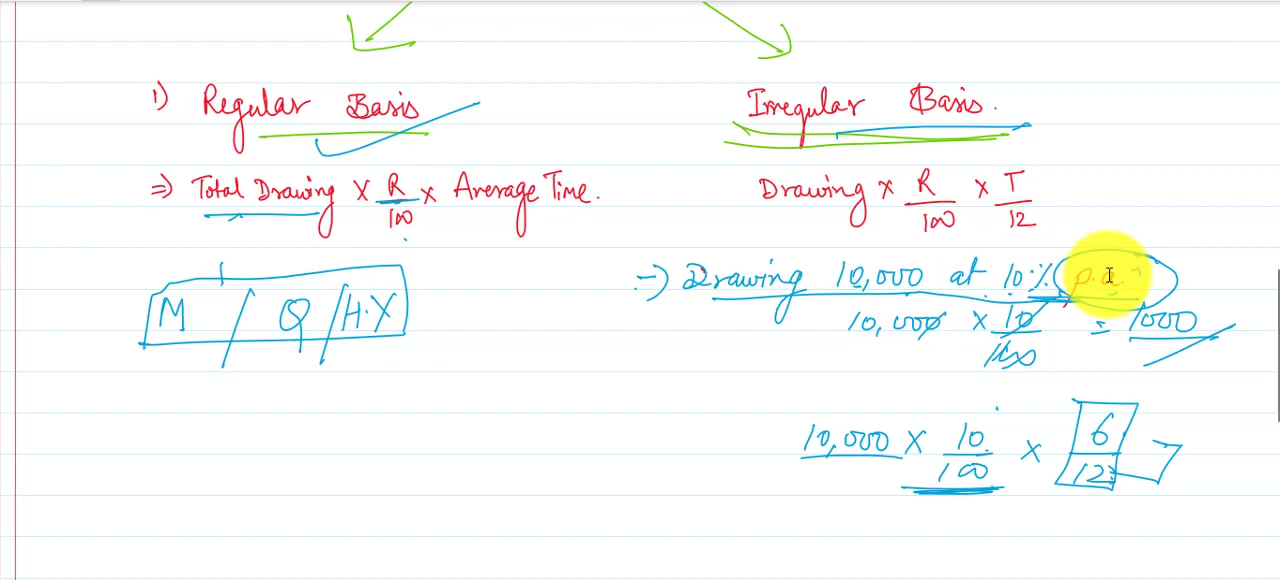 1) Regular Basis
Irregular Basis.
⇒) Total Drawing X R/100 X Average Time.
Drawing X R/100 X T/12
M / Q / H.Y
⇒) Drawing 10,000 at 10% p.a.
10,000 X 10/100 = 1000
10,000 X 10/100 X 6/12